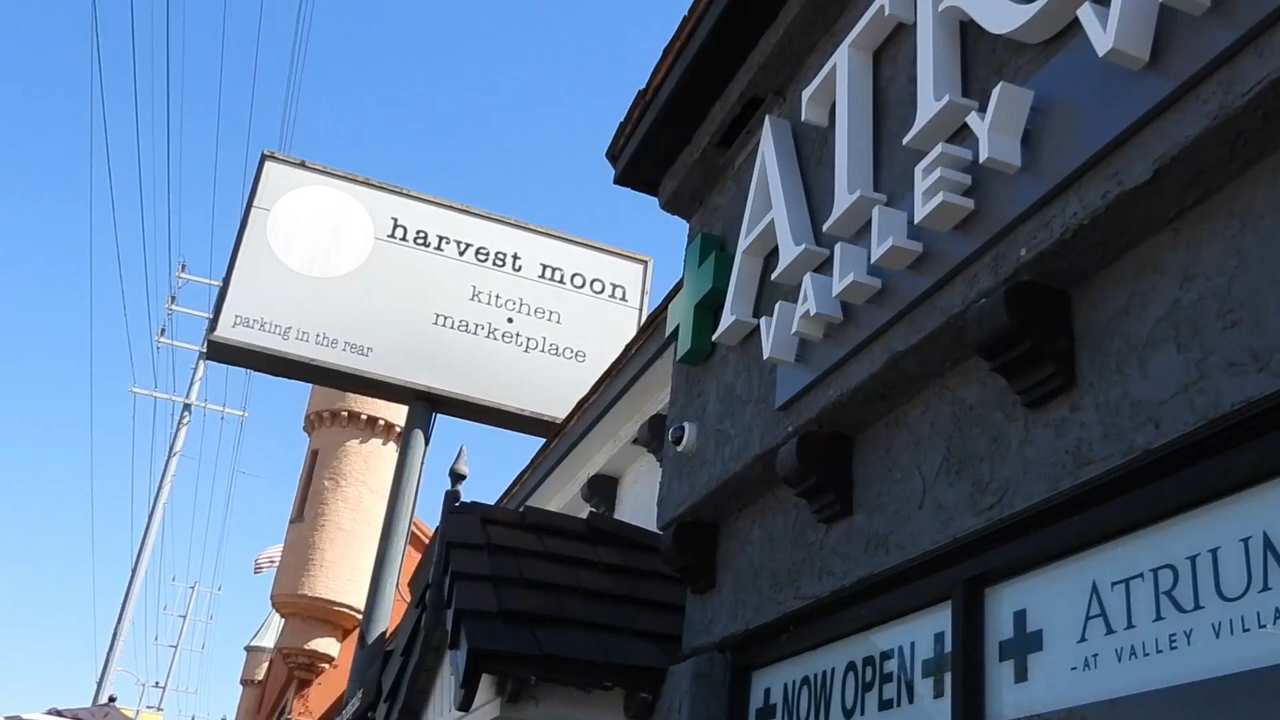 harvest moon
kitchen
•
marketplace
parking in the rear
VALLEY
NOW OPEN
AT VALLEY